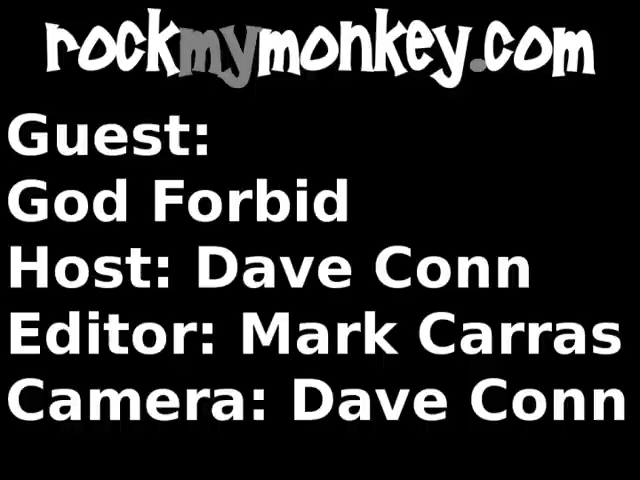 rockmymonkey.com
Guest:
God Forbid
Host: Dave Conn
Editor: Mark Carras
Camera: Dave Conn